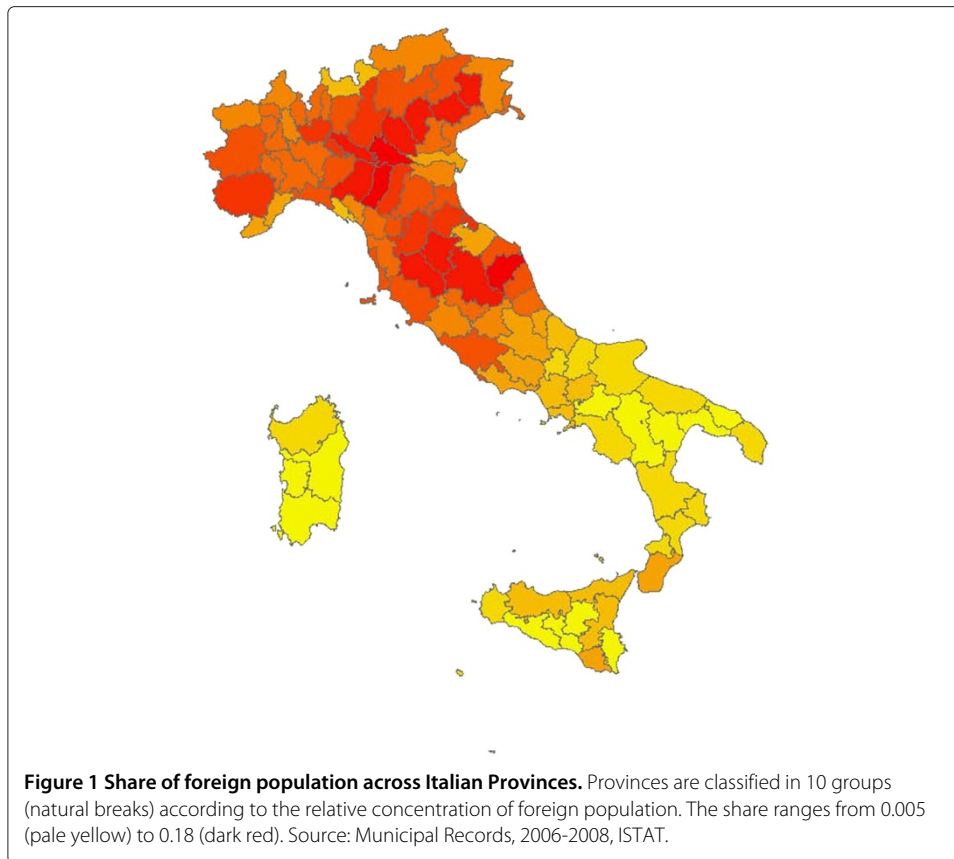 Figure 1 Share of foreign population across Italian Provinces. Provinces are classified in 10 groups
(natural breaks) according to the relative concentration of foreign population. The share ranges from 0.005
(pale yellow) to 0.18 (dark red). Source: Municipal Records, 2006-2008, ISTAT.